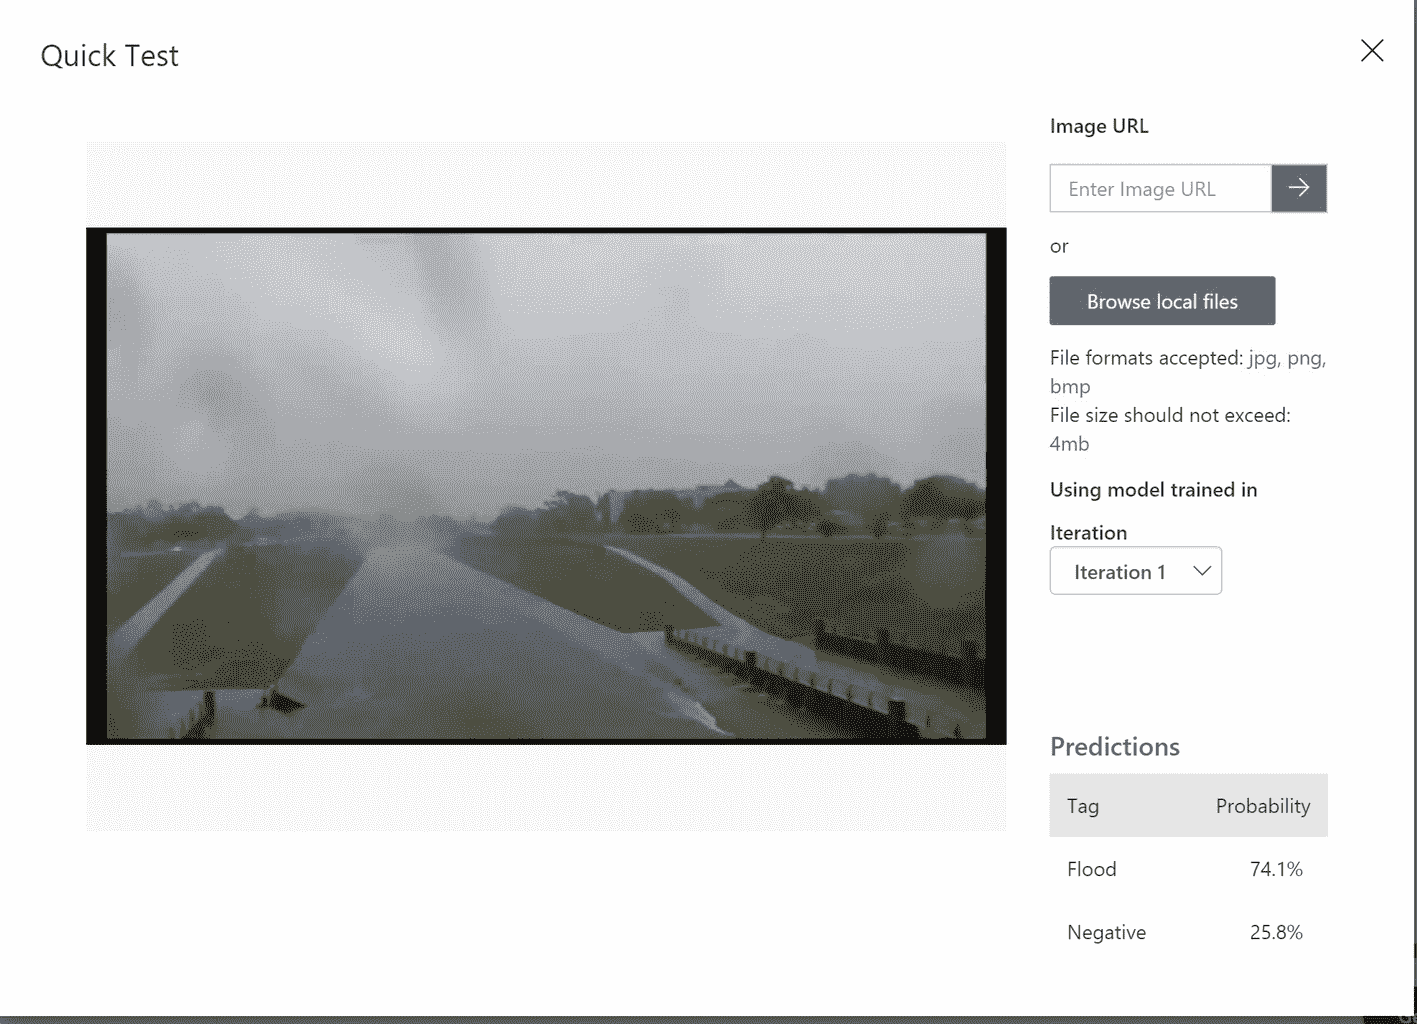 Quick Test
Image URL
Enter Image URL
or
Browse local files
File formats accepted: jpg, png,
bmp
File size should not exceed:
4mb
Using model trained in
Iteration
Iteration 1
Predictions
Tag Probability
Flood 74.1%
Negative 25.8%